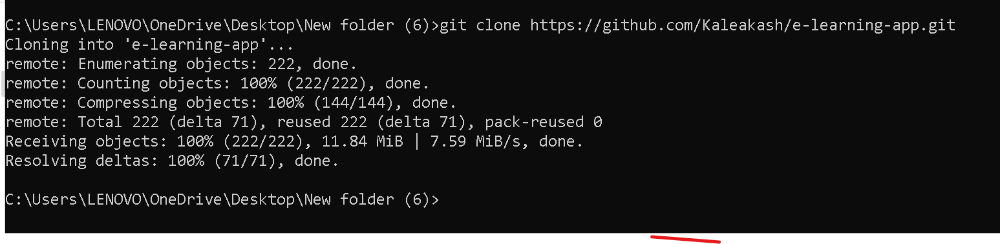 C:\Users\LENOVO\OneDrive\Desktop\New folder (6)>git clone https://github.com/Kaleakash/e-learning-app.git
Cloning into 'e-learning-app'...
remote: Enumerating objects: 222, done.
remote: Counting objects: 100% (222/222), done.
remote: Compressing objects: 100% (144/144), done.
remote: Total 222 (delta 71), reused 222 (delta 71), pack-reused 0
Receiving objects: 100% (222/222), 11.84 MiB | 7.59 MiB/s, done.
Resolving deltas: 100% (71/71), done.
C:\Users\LENOVO\OneDrive\Desktop\New folder (6)>